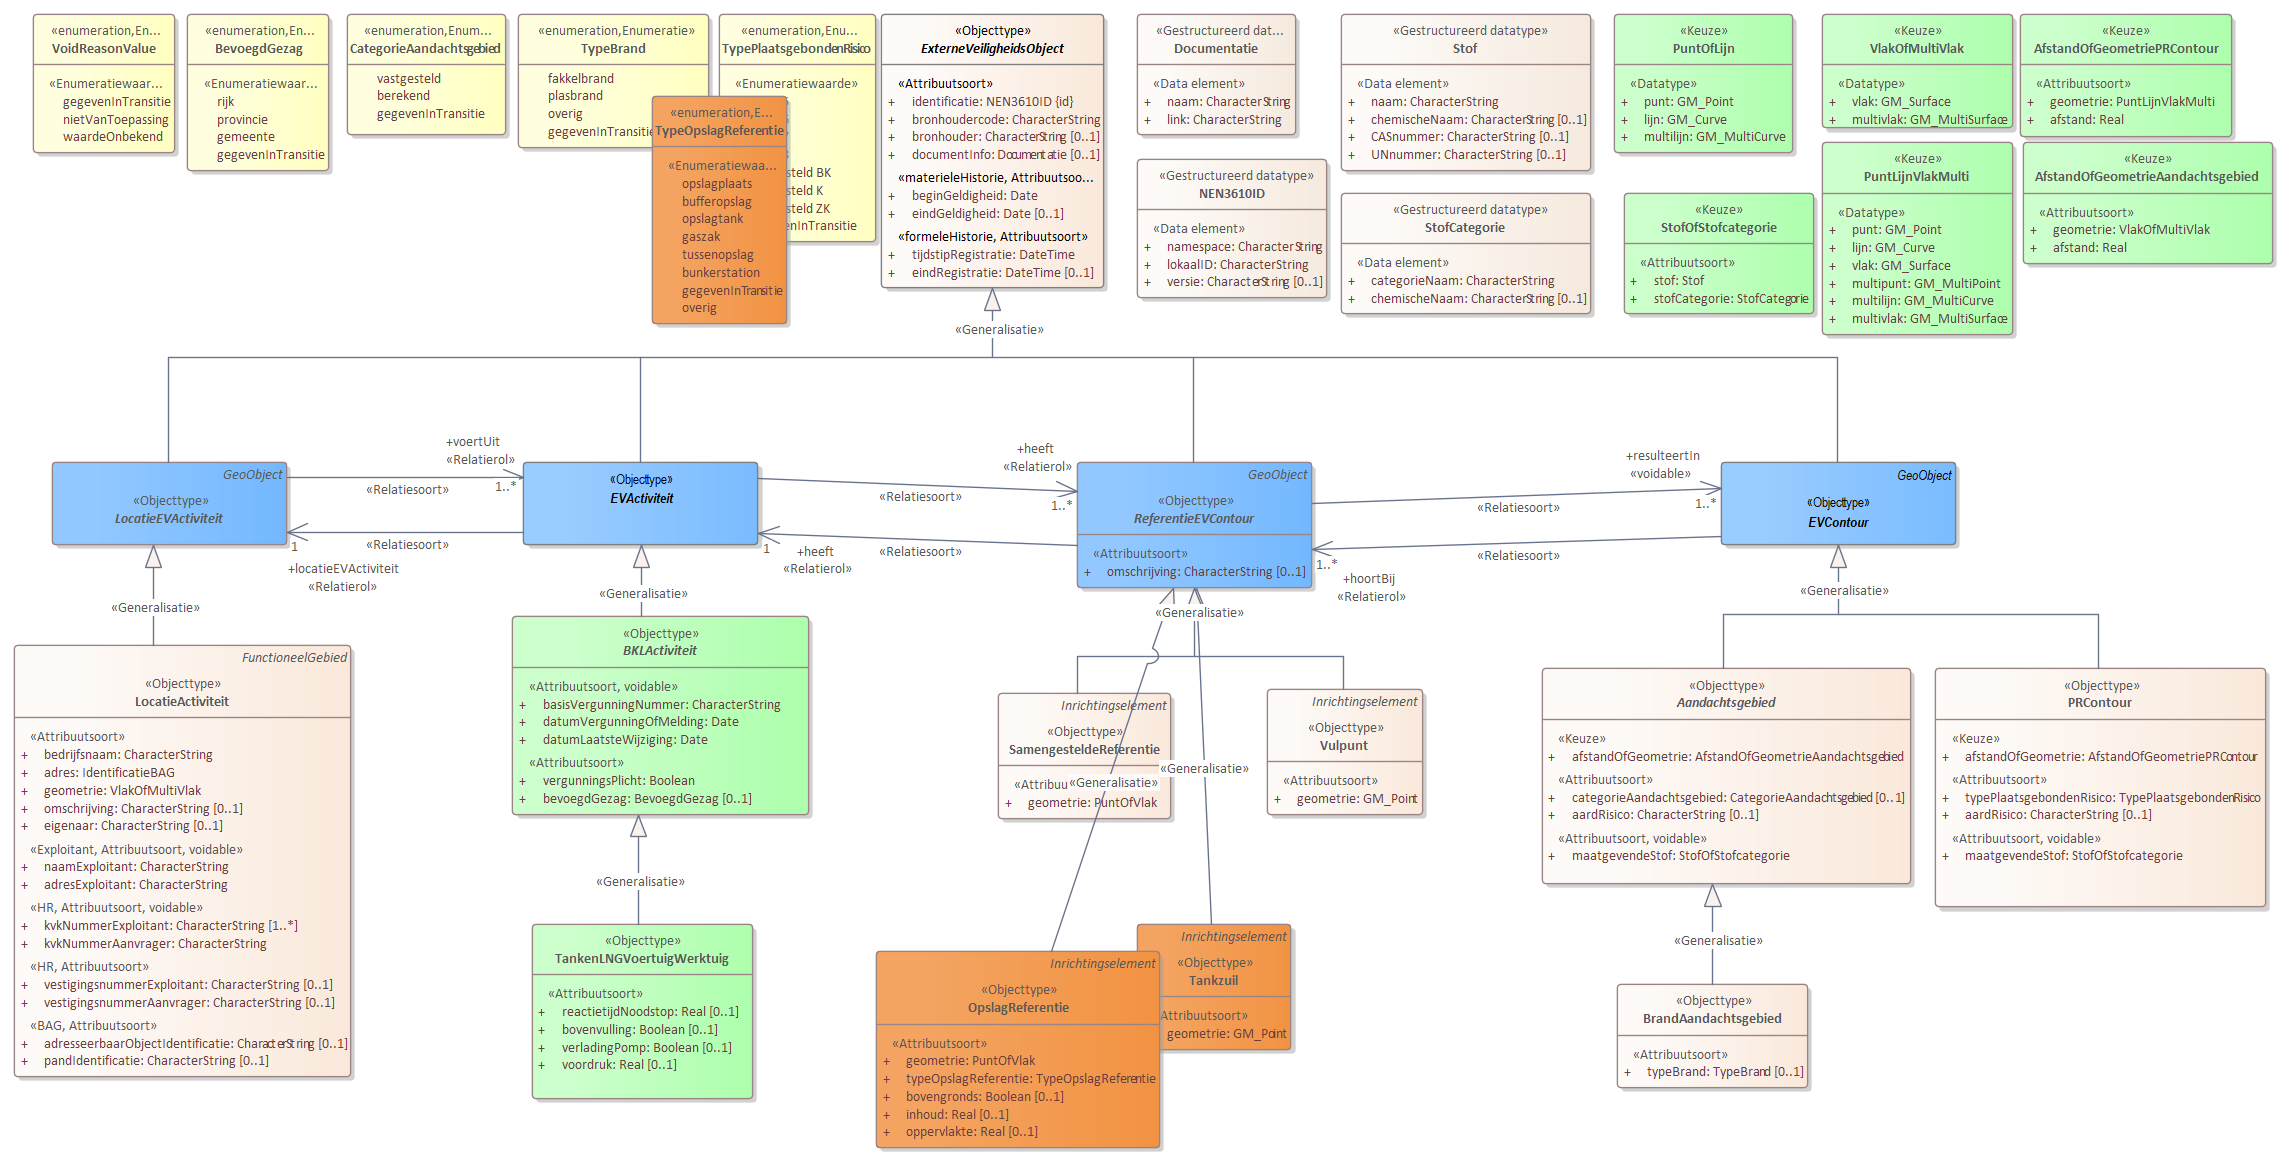 «enumeration,En...
VoidReasonValue
«Enumeratiewaar...
gegevenInTransitie
nietVanToepassing
waardeOnbekend
«enumeration,En...
BevoegdGezag
«Enumeratiewaar...
rijk
provincie
gemeente
gegevenInTransitie
«enumeration,Enum...
CategorieAandachtsgebied
vastgesteld
berekend
gegevenInTransitie
«enumeration,Enumeratie»
TypeBrand
fakkelbrand
plasbrand
overig
gegevenInTransitie
«enumeration,Enu...
TypePlaatsgebondenRisico
«Enumeratiewaarde»
steld BK
steld K
steld ZK
enInTransitie
«enumeration,E...
TypeOpslagReferentie
«Enumeratiewaa...
opslagplaats
bufferopslag
opslagtank
gaszak
tussenopslag
bunkerstation
gegevenInTransitie
overig
«Objecttype»
ExterneVeiligheidsObject
«Attribuutsoort»
+ identificatie: NEN3610ID {id}
+ bronhoudercode: CharacterString
+ bronhouder: CharacterString [0..1]
+ documentInfo: Documentatie [0..1]
«materieleHistorie, Attribuutsoo...
+ beginGeldigheid: Date
+ eindGeldigheid: Date [0..1]
«formeleHistorie, Attribuutsoort»
+ tijdstipRegistratie: DateTime
+ eindRegistratie: DateTime [0..1]
«Gestructureerd dat...
Documentatie
«Data element»
+ naam: CharacterString
+ link: CharacterString
«Gestructureerd datatype»
NEN3610ID
«Data element»
+ namespace: CharacterString
+ lokaalID: CharacterString
+ versie: CharacterString [0..1]
«Gestructureerd datatype»
Stof
«Data element»
+ naam: CharacterString
+ chemischeNaam: CharacterString [0..1]
+ CASnummer: CharacterString [0..1]
+ UNnummer: CharacterString [0..1]
«Gestructureerd datatype»
StofCategorie
«Data element»
+ categorieNaam: CharacterString
+ chemischeNaam: CharacterString [0..1]
«Keuze»
PuntOfLijn
«Datatype»
+ punt: GM_Point
+ lijn: GM_Curve
+ multilijn: GM_MultiCurve
«Keuze»
StofOfStofcategorie
«Attribuutsoort»
+ stof: Stof
+ stofCategorie: StofCategorie
«Keuze»
VlakOfMultiVlak
«Datatype»
+ vlak: GM_Surface
+ multivlak: GM_MultiSurface
«Keuze»
PuntLijnVlakMulti
«Datatype»
+ punt: GM_Point
+ lijn: GM_Curve
+ vlak: GM_Surface
+ multipunt: GM_MultiPoint
+ multilijn: GM_MultiCurve
+ multivlak: GM_MultiSurface
«Keuze»
AfstandOfGeometriePRContour
«Attribuutsoort»
+ geometrie: PuntLijnVlakMulti
+ afstand: Real
«Keuze»
AfstandOfGeometrieAandachtsgebied
«Attribuutsoort»
+ geometrie: VlakOfMultiVlak
+ afstand: Real
«Generalisatie»
GeoObject
«Objecttype»
LocatieEVActiviteit
+voertUit
«Relatierol»
1..*
«Relatiesoort»
«Relatiesoort»
1
+locatieEVActiviteit
«Relatierol»
«Objecttype»
EVActiviteit
+heeft
«Relatierol»
1..*
«Relatiesoort»
«Relatiesoort»
1
+heeft
«Relatierol»
GeoObject
«Objecttype»
ReferentieEVContour
«Attribuutsoort»
+ omschrijving: CharacterString [0..1]
+resulteertIn
«voidable»
1..*
«Relatiesoort»
«Relatiesoort»
1..*
+hoortBij
«Relatierol»
GeoObject
«Objecttype»
EVContour
«Generalisatie»
«Generalisatie»
«Generalisatie»
«Generalisatie»
FunctioneelGebied
«Objecttype»
LocatieActiviteit
«Attribuutsoort»
+ bedrijfsnaam: CharacterString
+ adres: IdentificatieBAG
+ geometrie: VlakOfMultiVlak
+ omschrijving: CharacterString [0..1]
+ eigenaar: CharacterString [0..1]
«Exploitant, Attribuutsoort, voidable»
+ naamExploitant: CharacterString
+ adresExploitant: CharacterString
«HR, Attribuutsoort, voidable»
+ kvkNummerExploitant: CharacterString [1..*]
+ kvkNummerAanvrager: CharacterString
«HR, Attribuutsoort»
+ vestigingsnummerExploitant: CharacterString [0..1]
+ vestigingsnummerAanvrager: CharacterString [0..1]
«BAG, Attribuutsoort»
+ adresseerbaarObjectIdentificatie: CharacterString [0..1]
+ pandIdentificatie: CharacterString [0..1]
«Objecttype»
BKLActiviteit
«Attribuutsoort, voidable»
+ basisVergunningNummer: CharacterString
+ datumVergunningOfMelding: Date
+ datumLaatsteWijziging: Date
«Attribuutsoort»
+ vergunningsPlicht: Boolean
+ bevoegdGezag: BevoegdGezag [0..1]
«Generalisatie»
«Objecttype»
TankenLNGVoertuigWerktuig
«Attribuutsoort»
+ reactietijdNoodstop: Real [0..1]
+ bovenvulling: Boolean [0..1]
+ verladingPomp: Boolean [0..1]
+ voordruk: Real [0..1]
Inrichtingselement
«Objecttype»
SamengesteldeReferentie
«Attribuu
+ geometrie: PuntOfVlak
«Generalisatie»
«Generalisatie»
Inrichtingselement
«Objecttype»
Vulpunt
«Attribuutsoort»
+ geometrie: GM_Point
Inrichtingselement
«Objecttype»
Tankzuil
Attribuutsoort»
geometrie: GM_Point
Inrichtingselement
«Objecttype»
OpslagReferentie
«Attribuutsoort»
+ geometrie: PuntOfVlak
+ typeOpslagReferentie: TypeOpslagReferentie
+ bovengronds: Boolean [0..1]
+ inhoud: Real [0..1]
+ oppervlakte: Real [0..1]
«Objecttype»
Aandachtsgebied
«Keuze»
+ afstandOfGeometrie: AfstandOfGeometrieAandachtsgebied
«Attribuutsoort»
+ categorieAandachtsgebied: CategorieAandachtsgebied [0..1]
+ aardRisico: CharacterString [0..1]
«Attribuutsoort, voidable»
+ maatgevendeStof: StofOfStofcategorie
«Objecttype»
PRContour
«Keuze»
+ afstandOfGeometrie: AfstandOfGeometriePRContour
«Attribuutsoort»
+ typePlaatsgebondenRisico: TypePlaatsgebondenRisico
+ aardRisico: CharacterString [0..1]
«Attribuutsoort, voidable»
+ maatgevendeStof: StofOfStofcategorie
«Generalisatie»
«Objecttype»
BrandAandachtsgebied
«Attribuutsoort»
+ typeBrand: TypeBrand [0..1]